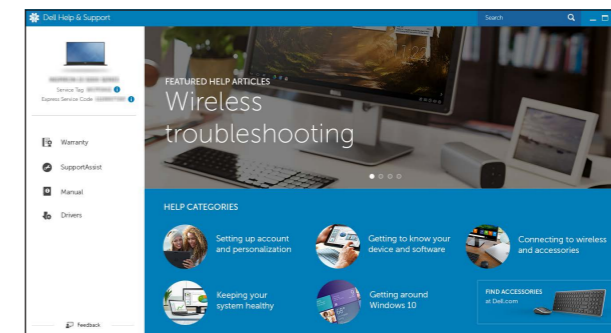 Dell Help & Support
Search
Service Tag:
Express Service Code:
Warranty
SupportAssist
Manual
Drivers
Feedback
FEATURED HELP ARTICLES
Wireless
troubleshooting
HELP CATEGORIES
Setting up account
and personalization
Getting to know your
device and software
Connecting to wireless
and accessories
Keeping your
system healthy
Getting around
Windows 10
FIND ACCESSORIES
at Dell.com